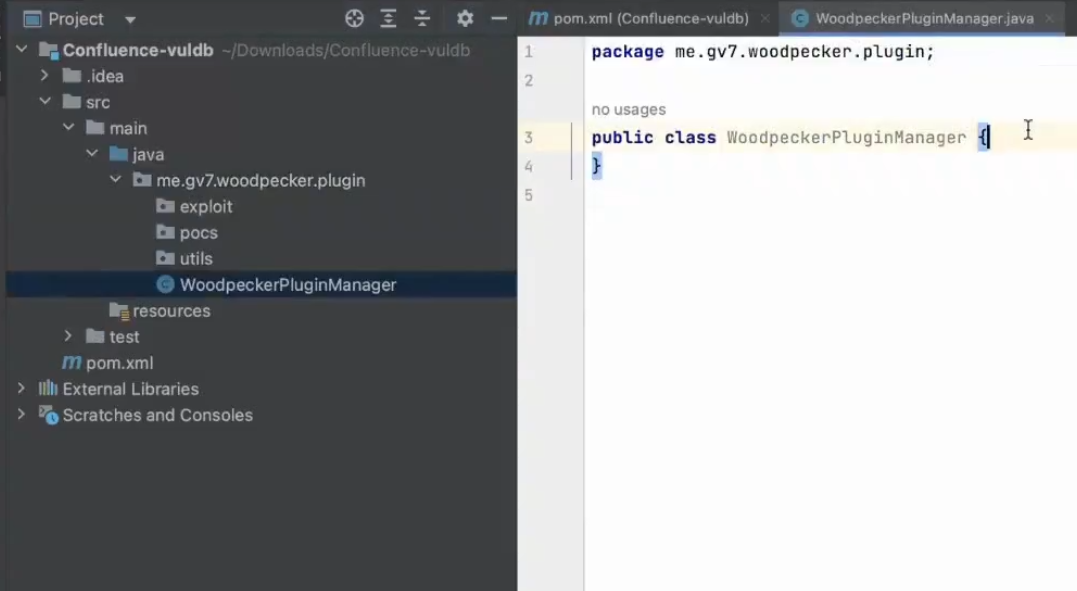 Project
Confluence-vuldb ~/Downloads/Confluence-vuldb
.idea
src
main
java
me.gv7.woodpecker.plugin
exploit
pocs
utils
WoodpeckerPluginManager
resources
test
pom.xml
External Libraries
Scratches and Consoles
pom.xml (Confluence-vuldb)
WoodpeckerPluginManager.java
1 package me.gv7.woodpecker.plugin;
2
no usages
3 public class WoodpeckerPluginManager {
4 }
5